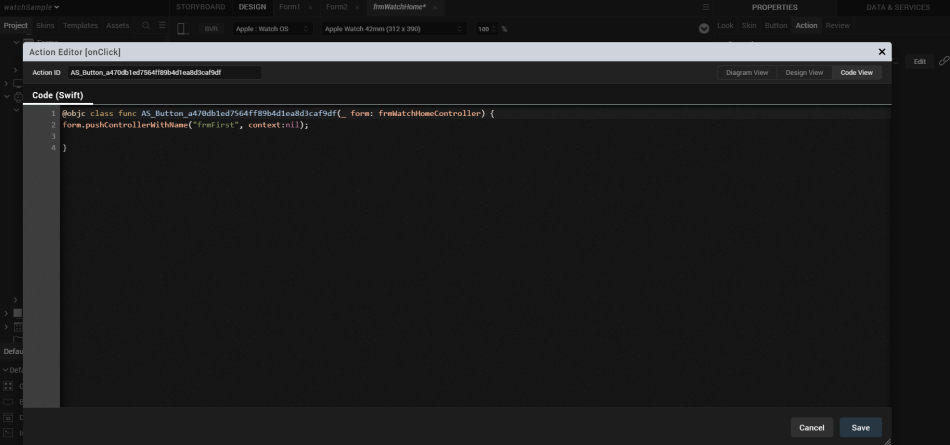 watchSample
STORYBOARD DESIGN Form1 × Form2 × frmWatchHome* ×
PROPERTIES DATA & SERVICES
Project Skins Templates Assets
BVR Apple : Watch OS Apple Watch 42mm (312 x 390) 100 %
Look Skin Button Action Review
Action Editor [onClick]
Edit
Action ID AS_Button_a470db1ed7564ff89b4d1ea8d3caf9df
Diagram View Design View Code View
Code (Swift)
1 @objc class func AS_Button_a470db1ed7564ff89b4d1ea8d3caf9df(_ form: frmWatchHomeController) {
2 form.pushControllerWithName("frmFirst", context:nil);
3
4 }
Defau
Defa
Cancel Save